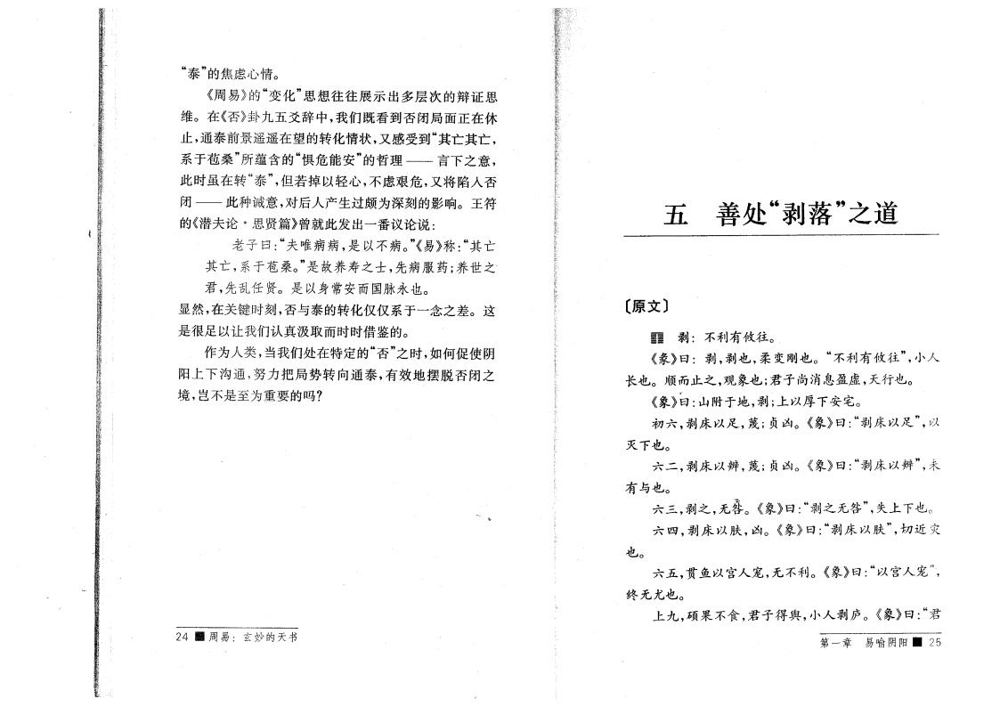 “泰”的焦虑心情。
《周易》的“变化”思想往往展示出多层次的辩证思
维。在《否》卦九五爻辞中,我们既看到否闭局面正在休
止,通泰前景遥遥在望的转化情状,又感受到“其亡其亡,
系于苞桑”所蕴含的“惧危能安”的哲理——言下之意,
此时虽在转“泰”,但若掉以轻心,不虑艰危,又将陷入否
闭——此种诫意,对后人产生过颇为深刻的影响。王符
的《潜夫论·思贤篇》曾就此发出一番议论说:
老子曰:“夫唯病病,是以不病。”《易》称:“其亡
其亡,系于苞桑。”是故养寿之士,先病服药;养世之
君,先乱任贤。是以身常安而国脉永也。
显然,在关键时刻,否与泰的转化仅仅系于一念之差。这
是很足以让我们认真汲取而时时借鉴的。
作为人类,当我们处在特定的“否”之时,如何促使阴
阳上下沟通,努力把局势转向通泰,有效地摆脱否闭之
境,岂不是至为重要的吗?
24 ■ 周易: 玄妙的天书
五 善处“剥落”之道
〔原文〕
䷖ 剥: 不利有攸往。
《彖》曰: 剥,剥也,柔变刚也。“不利有攸往”,小人
长也。顺而止之,观象也;君子尚消息盈虚,天行也。
《象》曰:山附于地,剥;上以厚下安宅。
初六,剥床以足,蔑;贞凶。《象》曰:“剥床以足”,以
灭下也。
六二,剥床以辨,蔑;贞凶。《象》曰:“剥床以辨”,未
有与也。
六三,剥之,无咎。《象》曰:“剥之无咎”,失上下也。
六四,剥床以肤,凶。《象》曰:“剥床以肤”,切近灾
也。
六五,贯鱼以宫人宠,无不利。《象》曰:“以宫人宠”,
终无尤也。
上九,硕果不食,君子得舆,小人剥庐。《象》曰:“君
第一章 易喻阴阳 ■ 25